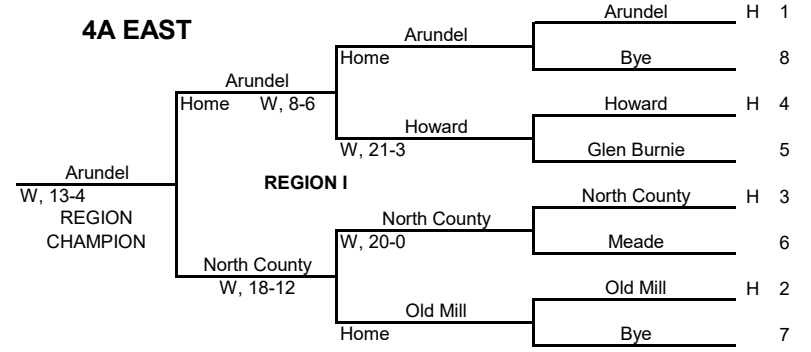 Arundel H 1
4A EAST
Arundel
Home
Bye 8
Arundel
Home W, 8-6
Howard H 4
Howard
W, 21-3
Glen Burnie 5
Arundel
W, 13-4
REGION
CHAMPION
REGION I
North County H 3
North County
W, 20-0
Meade 6
North County
W, 18-12
Old Mill H 2
Old Mill
Home
Bye 7